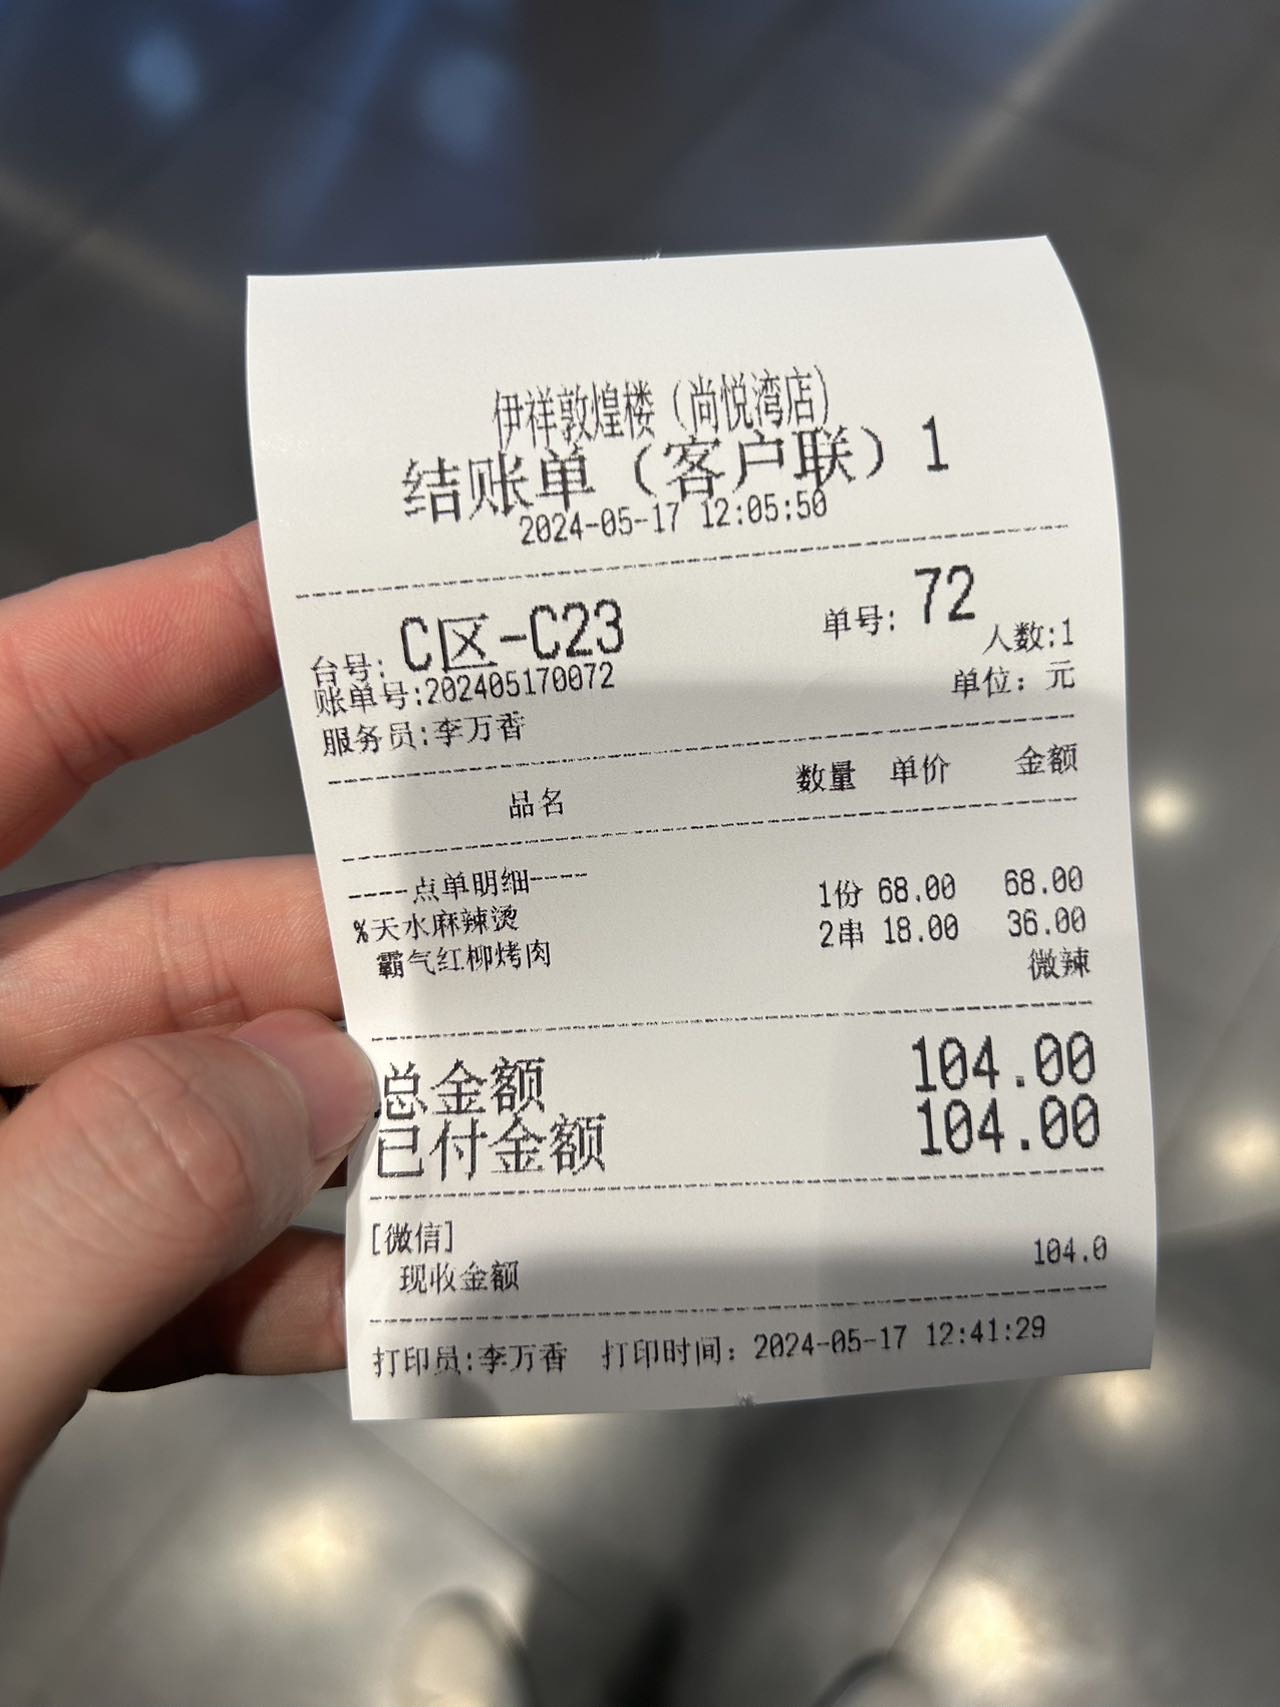 伊祥敦煌楼（尚悦湾店）
结账单（客户联）1
2024-05-17 12:05:50
台号: C区-C23 单号: 72
账单号:202405170072 人数:1
服务员:李万香 单位: 元
品名 数量 单价 金额
----点单明细----
%天水麻辣烫 1份 68.00 68.00
霸气红柳烤肉 2串 18.00 36.00
微辣
总金额 104.00
已付金额 104.00
[微信]
现收金额 104.0
打印员:李万香 打印时间: 2024-05-17 12:41:29